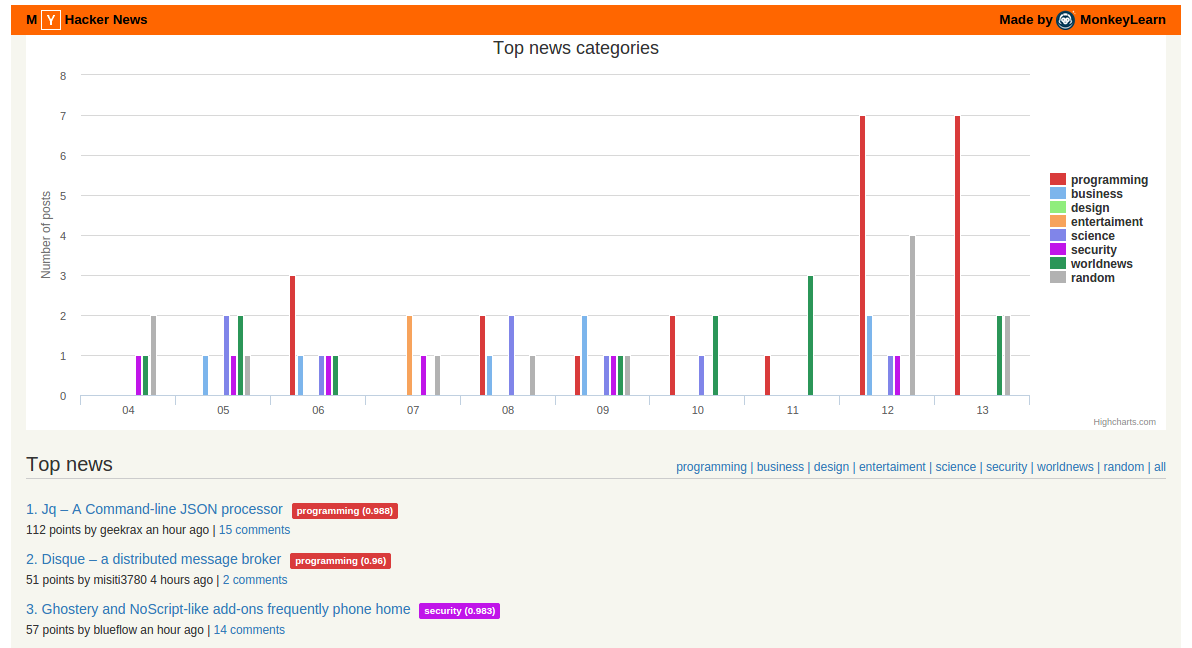 M Y Hacker News Made by MonkeyLearn
Top news categories
Number of posts
8
7
6
5
4
3
2
1
0
04 05 06 07 08 09 10 11 12 13
programming
business
design
entertaiment
science
security
worldnews
random
Highcharts.com
Top news programming | business | design | entertaiment | science | security | worldnews | random | all
1. Jq – A Command-line JSON processor programming (0.988)
112 points by geekrax an hour ago | 15 comments
2. Disque – a distributed message broker programming (0.96)
51 points by misiti3780 4 hours ago | 2 comments
3. Ghostery and NoScript-like add-ons frequently phone home security (0.983)
57 points by blueflow an hour ago | 14 comments